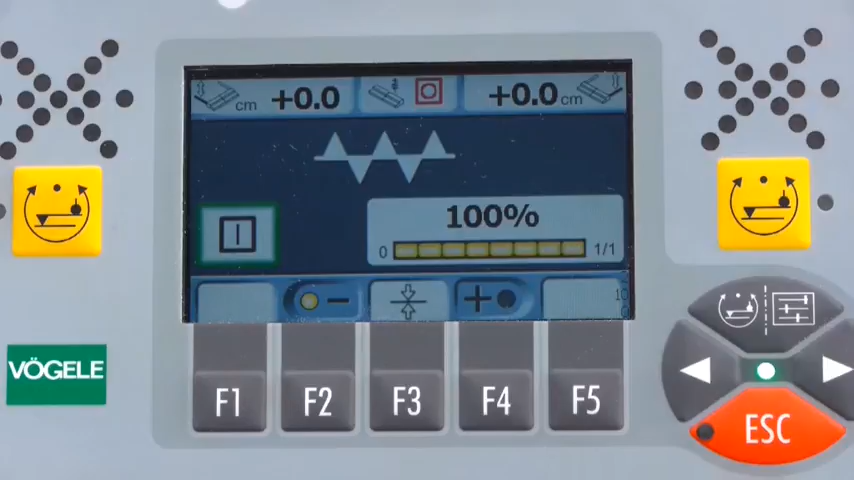 cm +0.0
+0.0 cm
100%
0
1/1
F1
F2
F3
F4
F5
VÖGELE
ESC